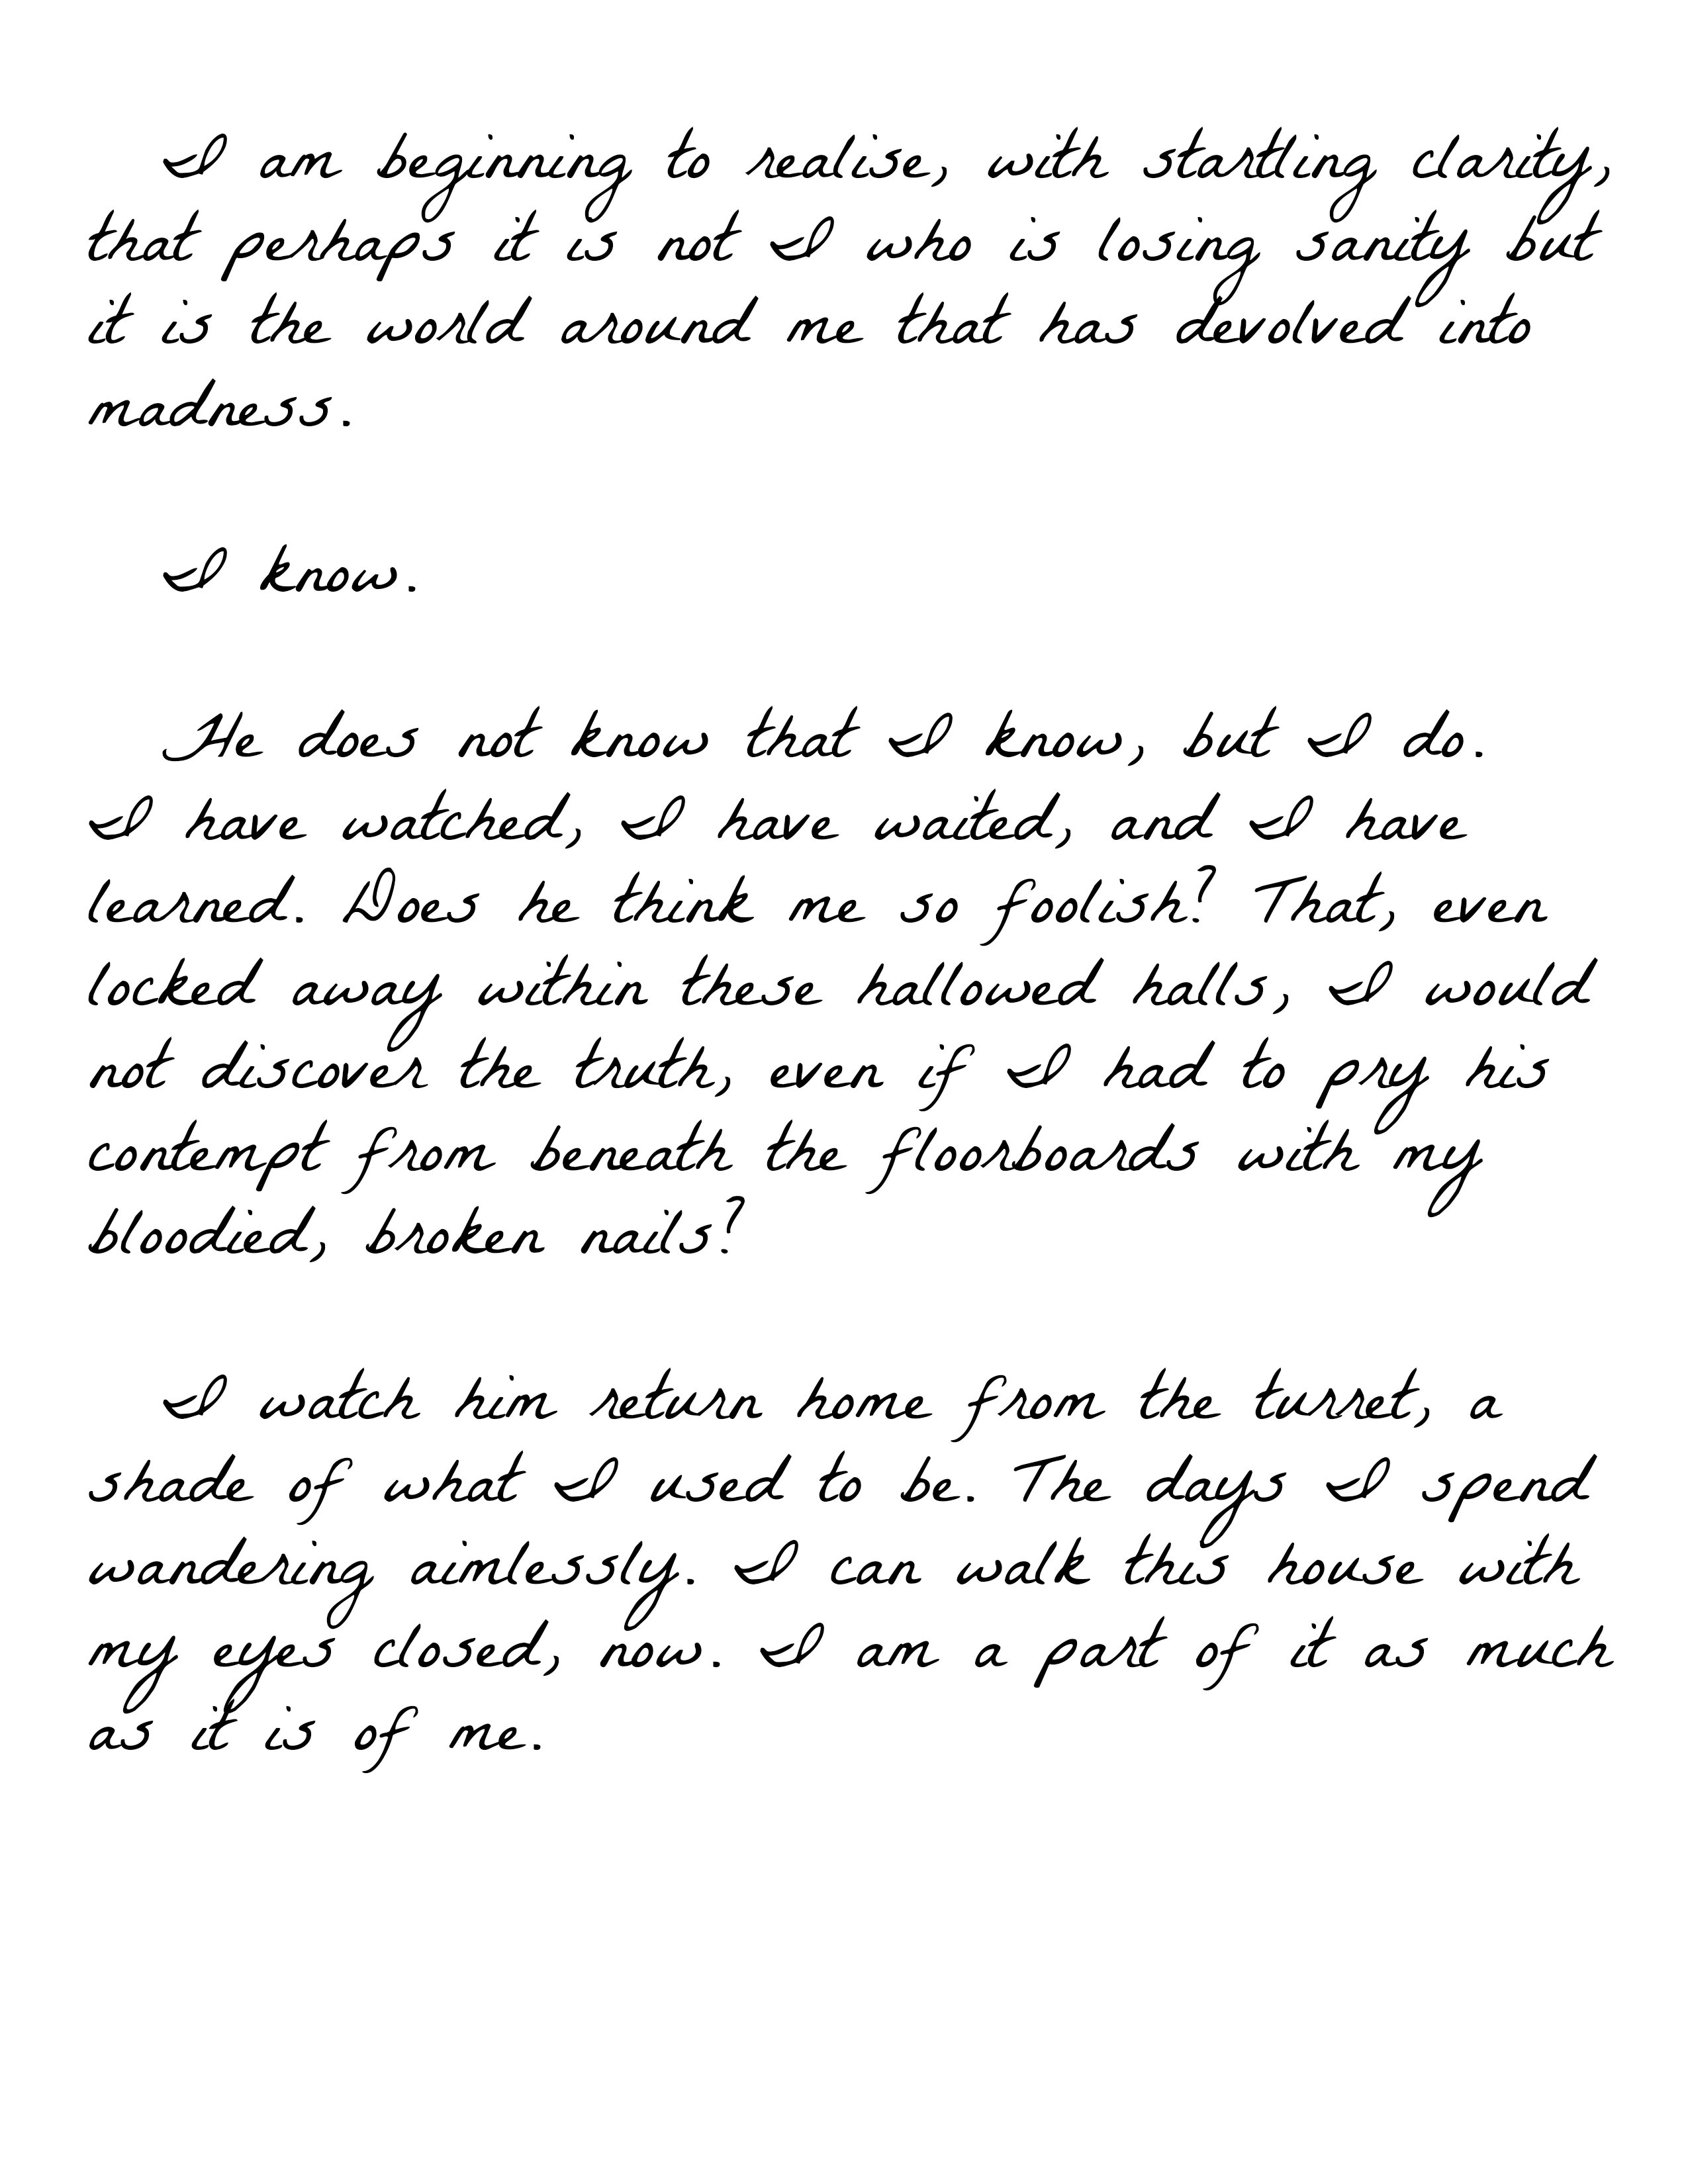 I am beginning to realise, with startling clarity,
that perhaps it is not I who is losing sanity but
it is the world around me that has devolved into
madness.
I know.
He does not know that I know, but I do.
I have watched, I have waited, and I have
learned. Does he think me so foolish? That, even
locked away within these hallowed halls, I would
not discover the truth, even if I had to pry his
contempt from beneath the floorboards with my
bloodied, broken nails?
I watch him return home from the turret, a
shade of what I used to be. The days I spend
wandering aimlessly. I can walk this house with
my eyes closed, now. I am a part of it as much
as it is of me.